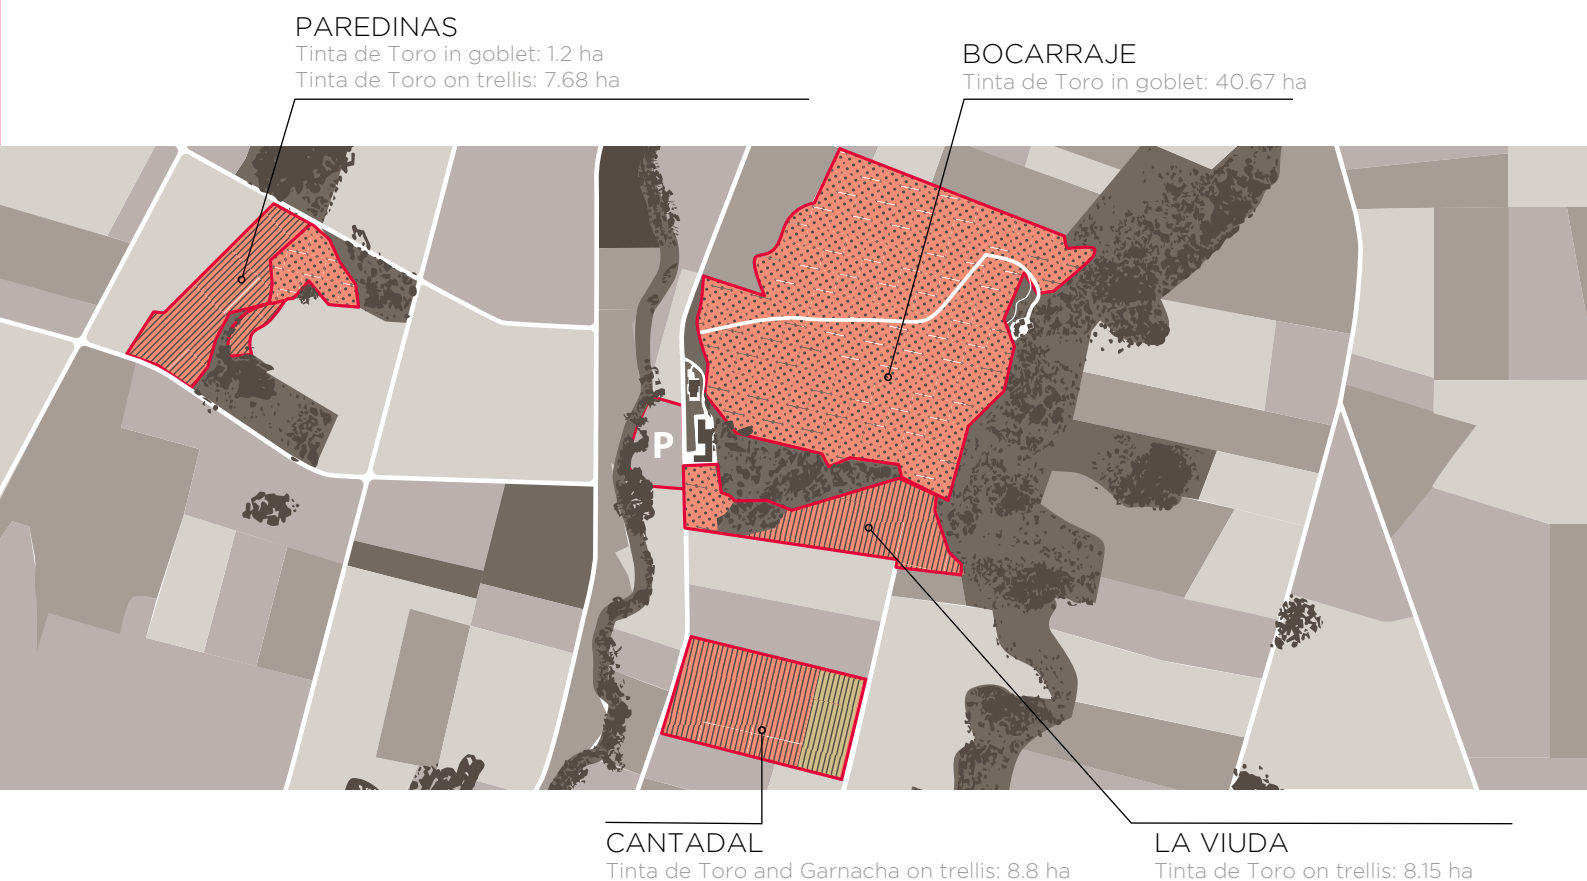 PAREDINAS
Tinta de Toro in goblet: 1.2 ha
Tinta de Toro on trellis: 7.68 ha
BOCARRAJE
Tinta de Toro in goblet: 40.67 ha
P
CANTADAL
Tinta de Toro and Garnacha on trellis: 8.8 ha
LA VIUDA
Tinta de Toro on trellis: 8.15 ha